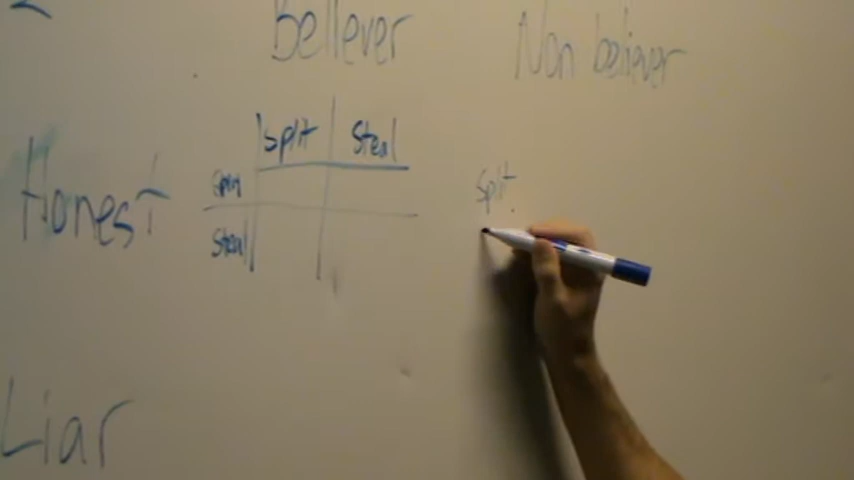 Believer Non believer
Split Steal
Honest Split Split
Steal
Liar